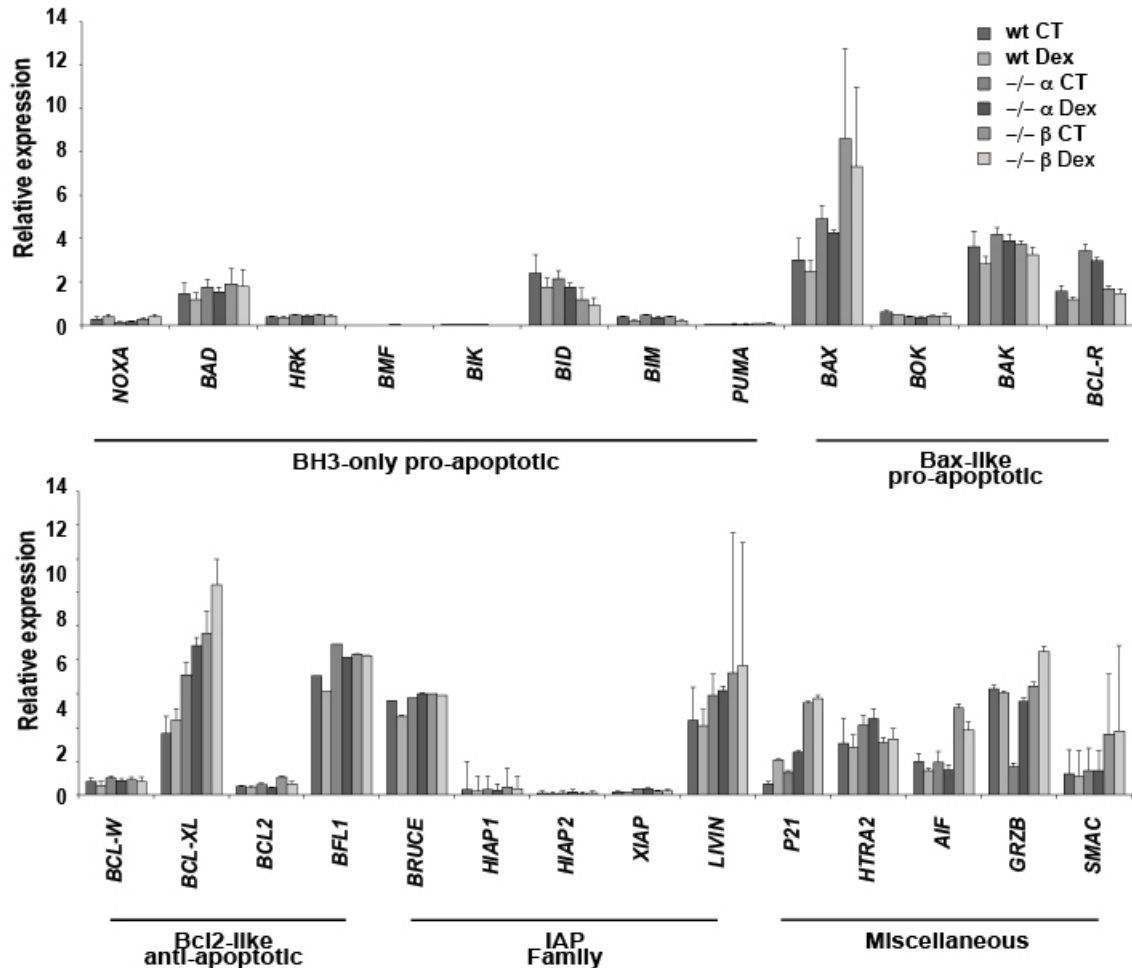 14
12
10
8
6
4
2
0
Relative expression
wt CT
wt Dex
–/– α CT
–/– α Dex
–/– β CT
–/– β Dex
NOXA
BAD
HRK
BMF
BIK
BID
BIM
PUMA
BAX
BOK
BAK
BCL-R
BH3-only pro-apoptotic
Bax-like
pro-apoptotic
14
12
10
8
6
4
2
0
Relative expression
BCL-W
BCL-XL
BCL2
BFL1
BRUCE
HIAP1
HIAP2
XIAP
LIVIN
P21
HTRA2
AIF
GRZB
SMAC
Bcl2-like
anti-apoptotic
IAP
Family
Miscellaneous